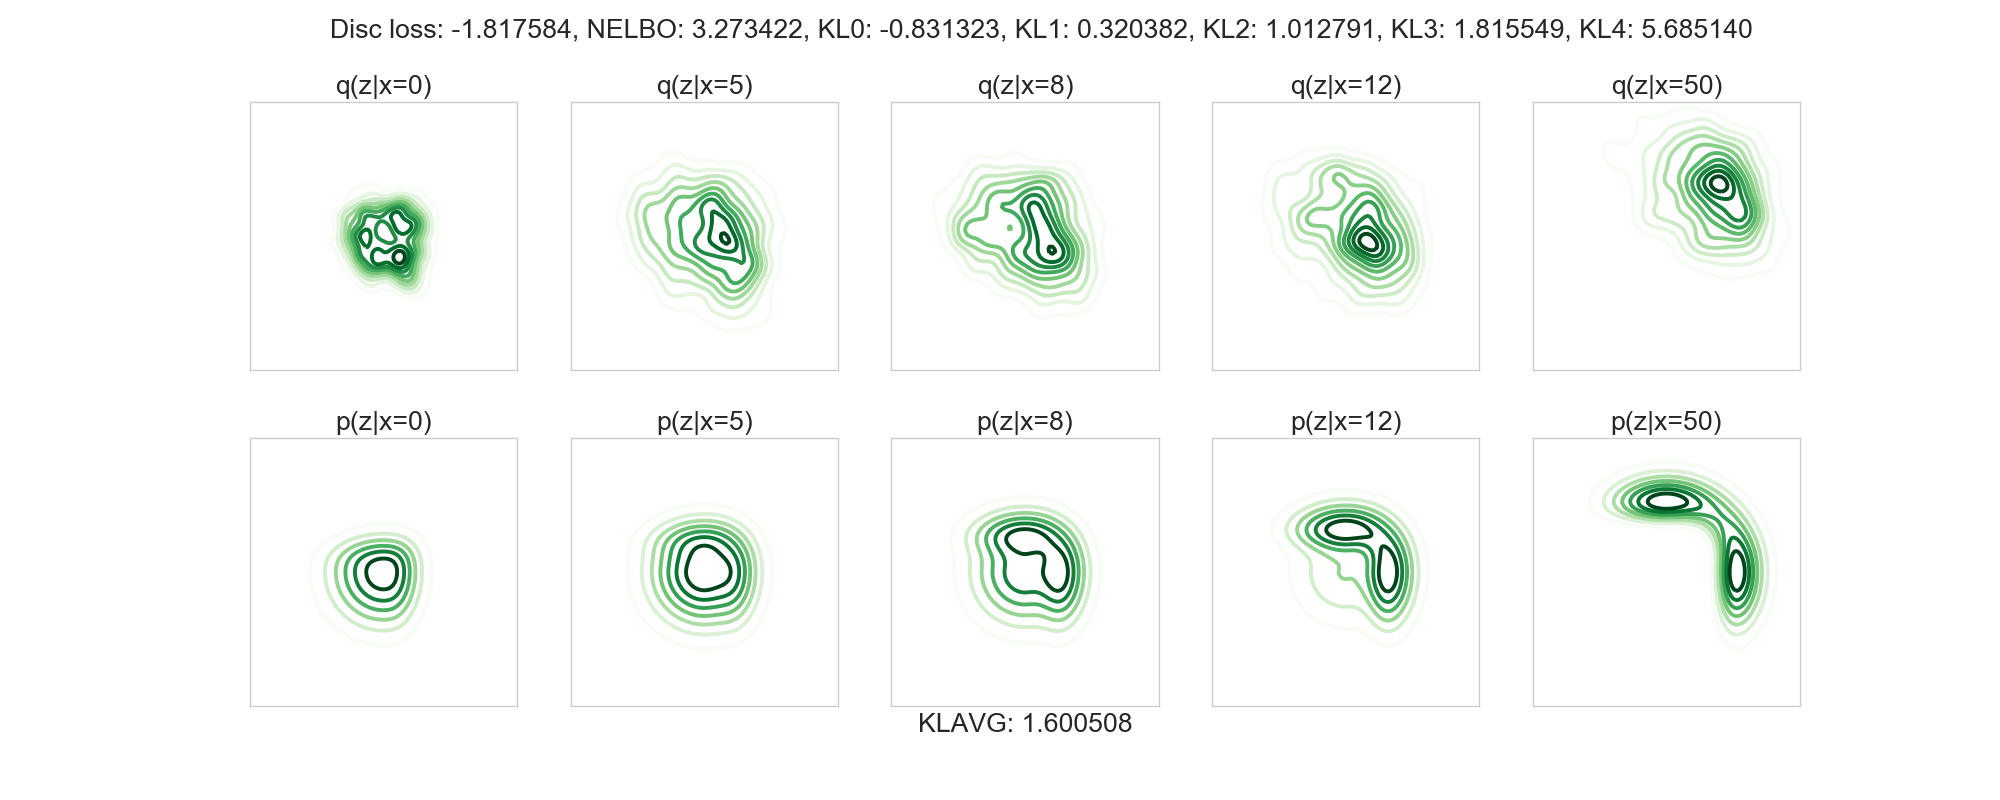 Disc loss: -1.817584, NELBO: 3.273422, KL0: -0.831323, KL1: 0.320382, KL2: 1.012791, KL3: 1.815549, KL4: 5.685140
q(z|x=0) q(z|x=5) q(z|x=8) q(z|x=12) q(z|x=50)
p(z|x=0) p(z|x=5) p(z|x=8) p(z|x=12) p(z|x=50)
KLAVG: 1.600508